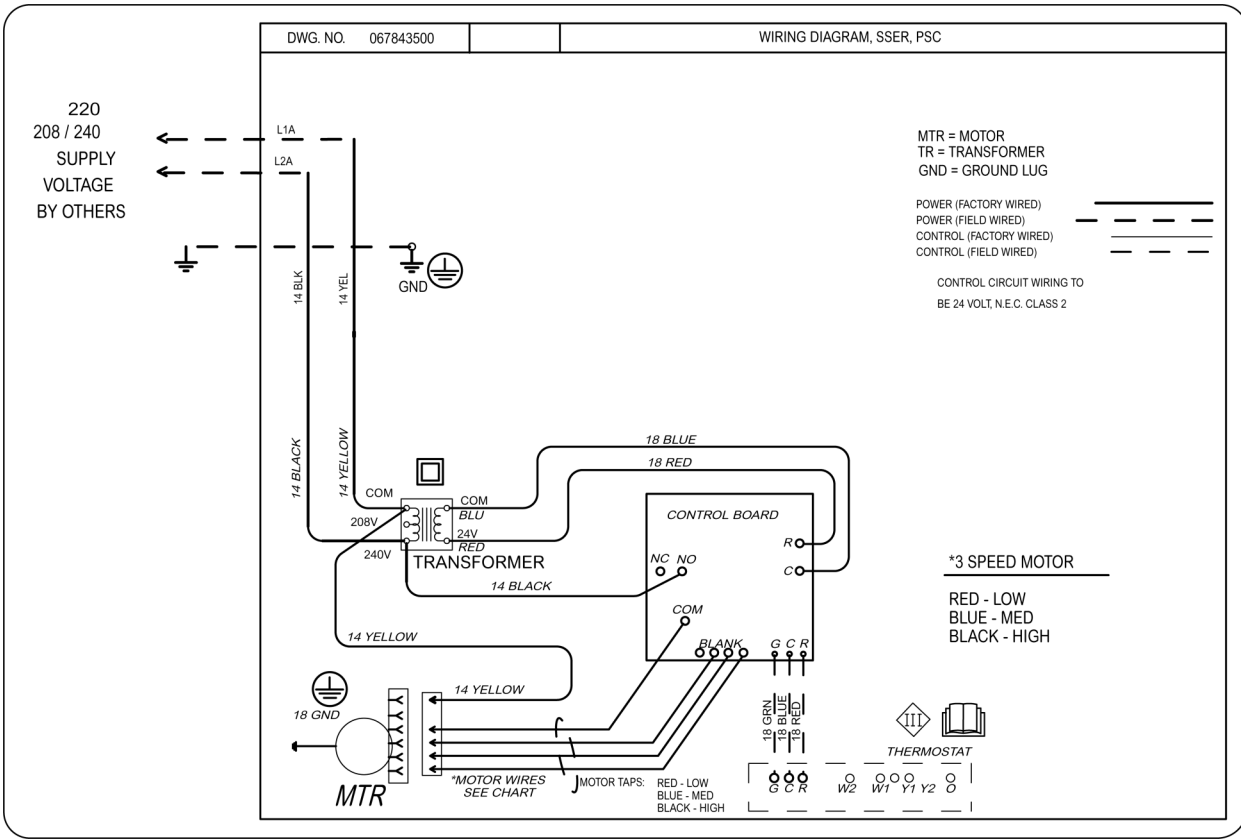 DWG. NO. 067843500
WIRING DIAGRAM, SSER, PSC
220
208 / 240
SUPPLY
VOLTAGE
BY OTHERS
L1A
L2A
14 BLK
14 YEL
GND
MTR = MOTOR
TR = TRANSFORMER
GND = GROUND LUG
POWER (FACTORY WIRED)
POWER (FIELD WIRED)
CONTROL (FACTORY WIRED)
CONTROL (FIELD WIRED)
CONTROL CIRCUIT WIRING TO
BE 24 VOLT, N.E.C. CLASS 2
14 BLACK
14 YELLOW
18 BLUE
18 RED
COM
208V
240V
COM
BLU
24V
RED
TRANSFORMER
14 BLACK
CONTROL BOARD
R
C
NC NO
COM
BLANK
G C R
*3 SPEED MOTOR
RED - LOW
BLUE - MED
BLACK - HIGH
14 YELLOW
14 YELLOW
18 GND
MTR
*MOTOR WIRES
SEE CHART
MOTOR TAPS:
RED - LOW
BLUE - MED
BLACK - HIGH
18 GRN
18 BLUE
18 RED
III
THERMOSTAT
G C R W2 W1 Y1 Y2 O